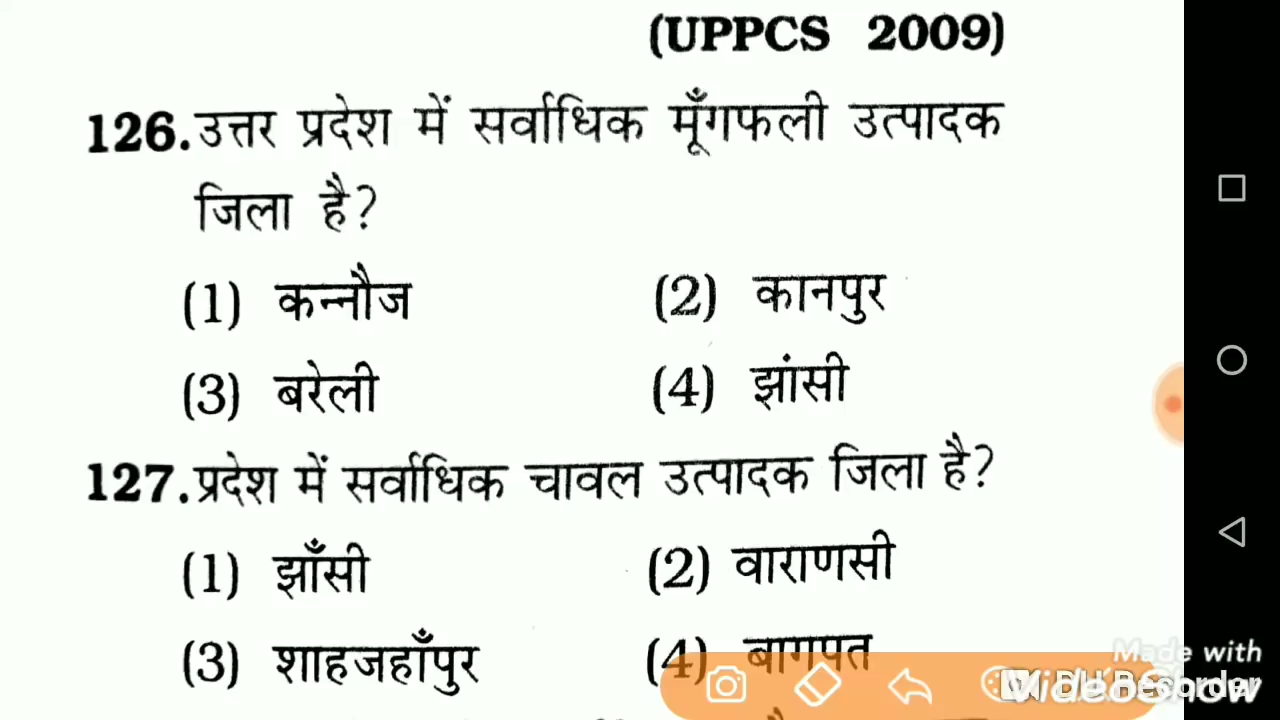 (UPPCS 2009)
126. उत्तर प्रदेश में सर्वाधिक मूँगफली उत्पादक
जिला है?
(1) कन्नौज (2) कानपुर
(3) बरेली (4) झांसी
127. प्रदेश में सर्वाधिक चावल उत्पादक जिला है?
(1) झाँसी (2) वाराणसी
(3) शाहजहाँपुर (4) बागपत
Made with
VideoShow